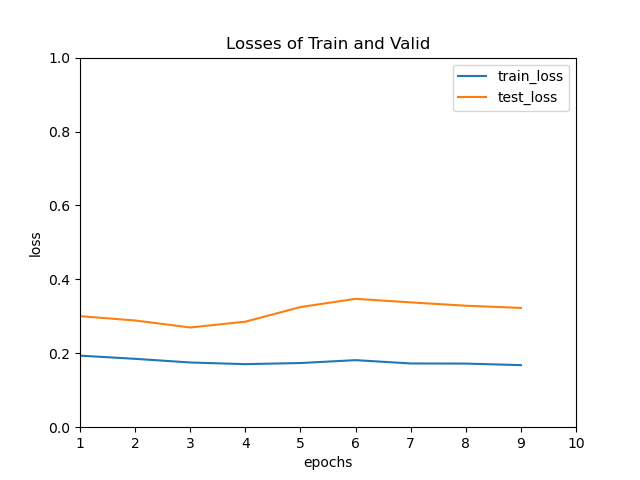 Losses of Train and Valid
1.0
train_loss
test_loss
0.8
0.6
loss
0.4
0.2
0.0
1 2 3 4 5 6 7 8 9 10
epochs